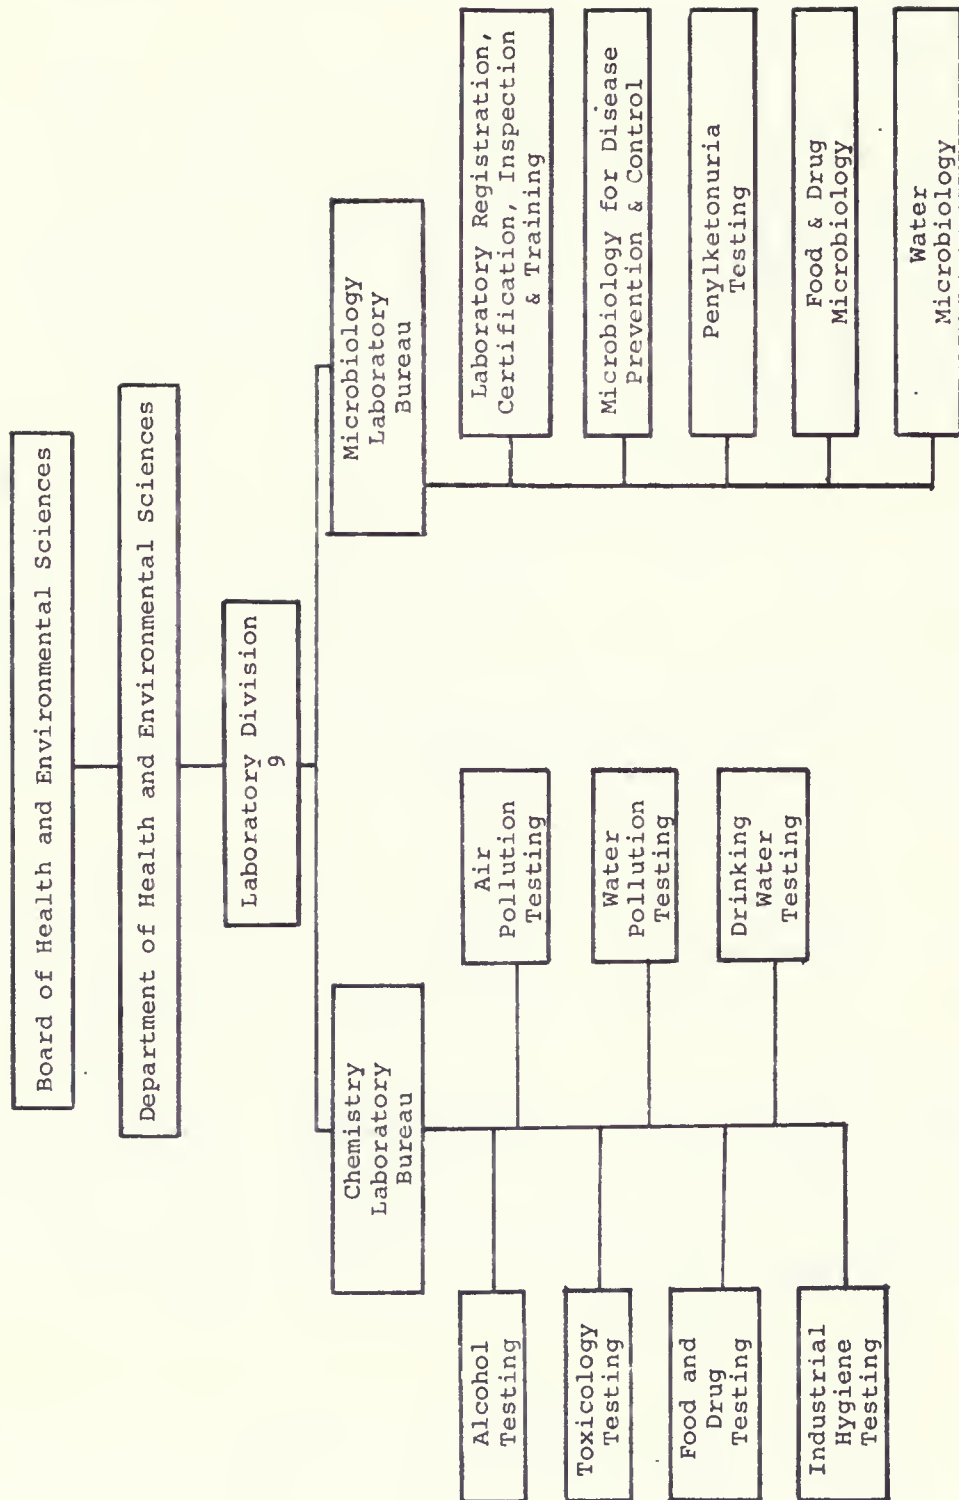 Board of Health and Environmental Sciences
Department of Health and Environmental Sciences
Laboratory Division
9
Chemistry
Laboratory
Bureau
Alcohol
Testing
Toxicology
Testing
Food and
Drug
Testing
Industrial
Hygiene
Testing
Air
Pollution
Testing
Water
Pollution
Testing
Drinking
Water
Testing
Microbiology
Laboratory
Bureau
Laboratory Registration,
Certification, Inspection
& Training
Microbiology for Disease
Prevention & Control
Penylketonuria
Testing
Food & Drug
Microbiology
Water
Microbiology